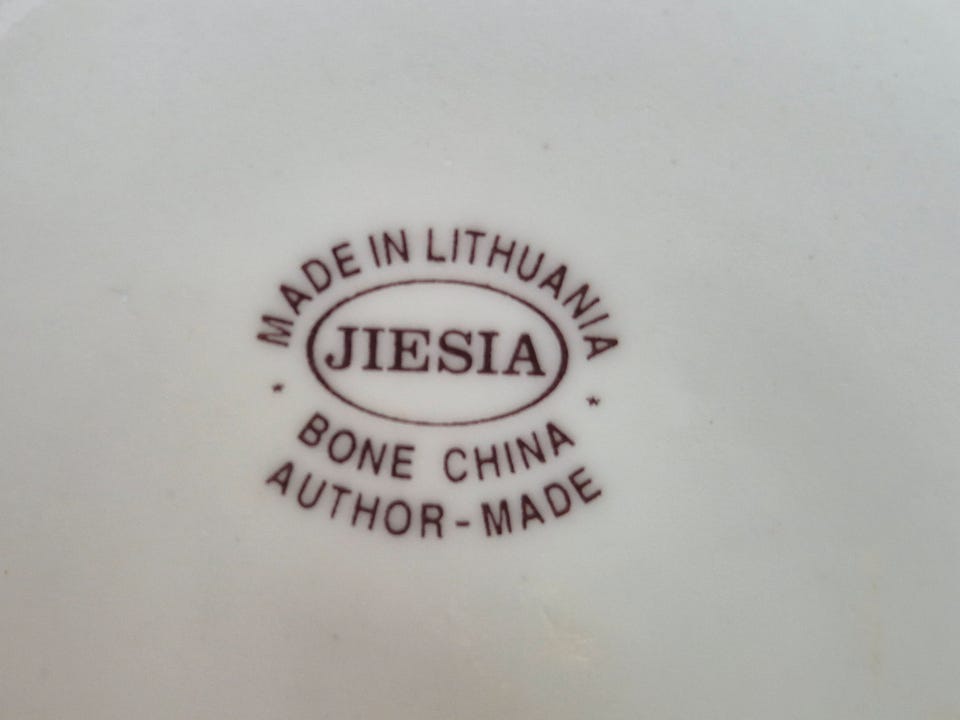 MADE IN LITHUANIA
JIESIA
* *
BONE CHINA
AUTHOR-MADE